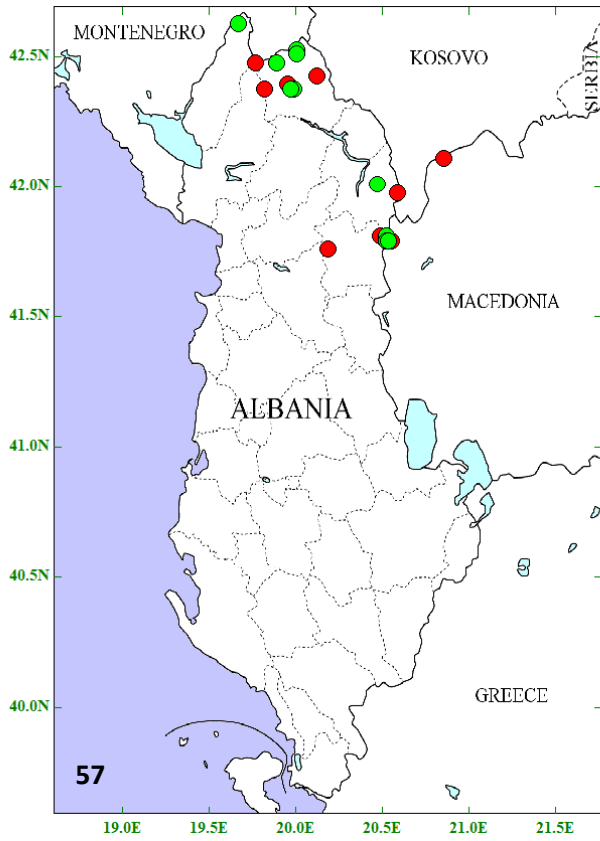 MONTENEGRO
42.5N
KOSOVO
SERBIA
42.0N
41.5N
MACEDONIA
ALBANIA
41.0N
40.5N
40.0N
GREECE
57
19.0E 19.5E 20.0E 20.5E 21.0E 21.5E